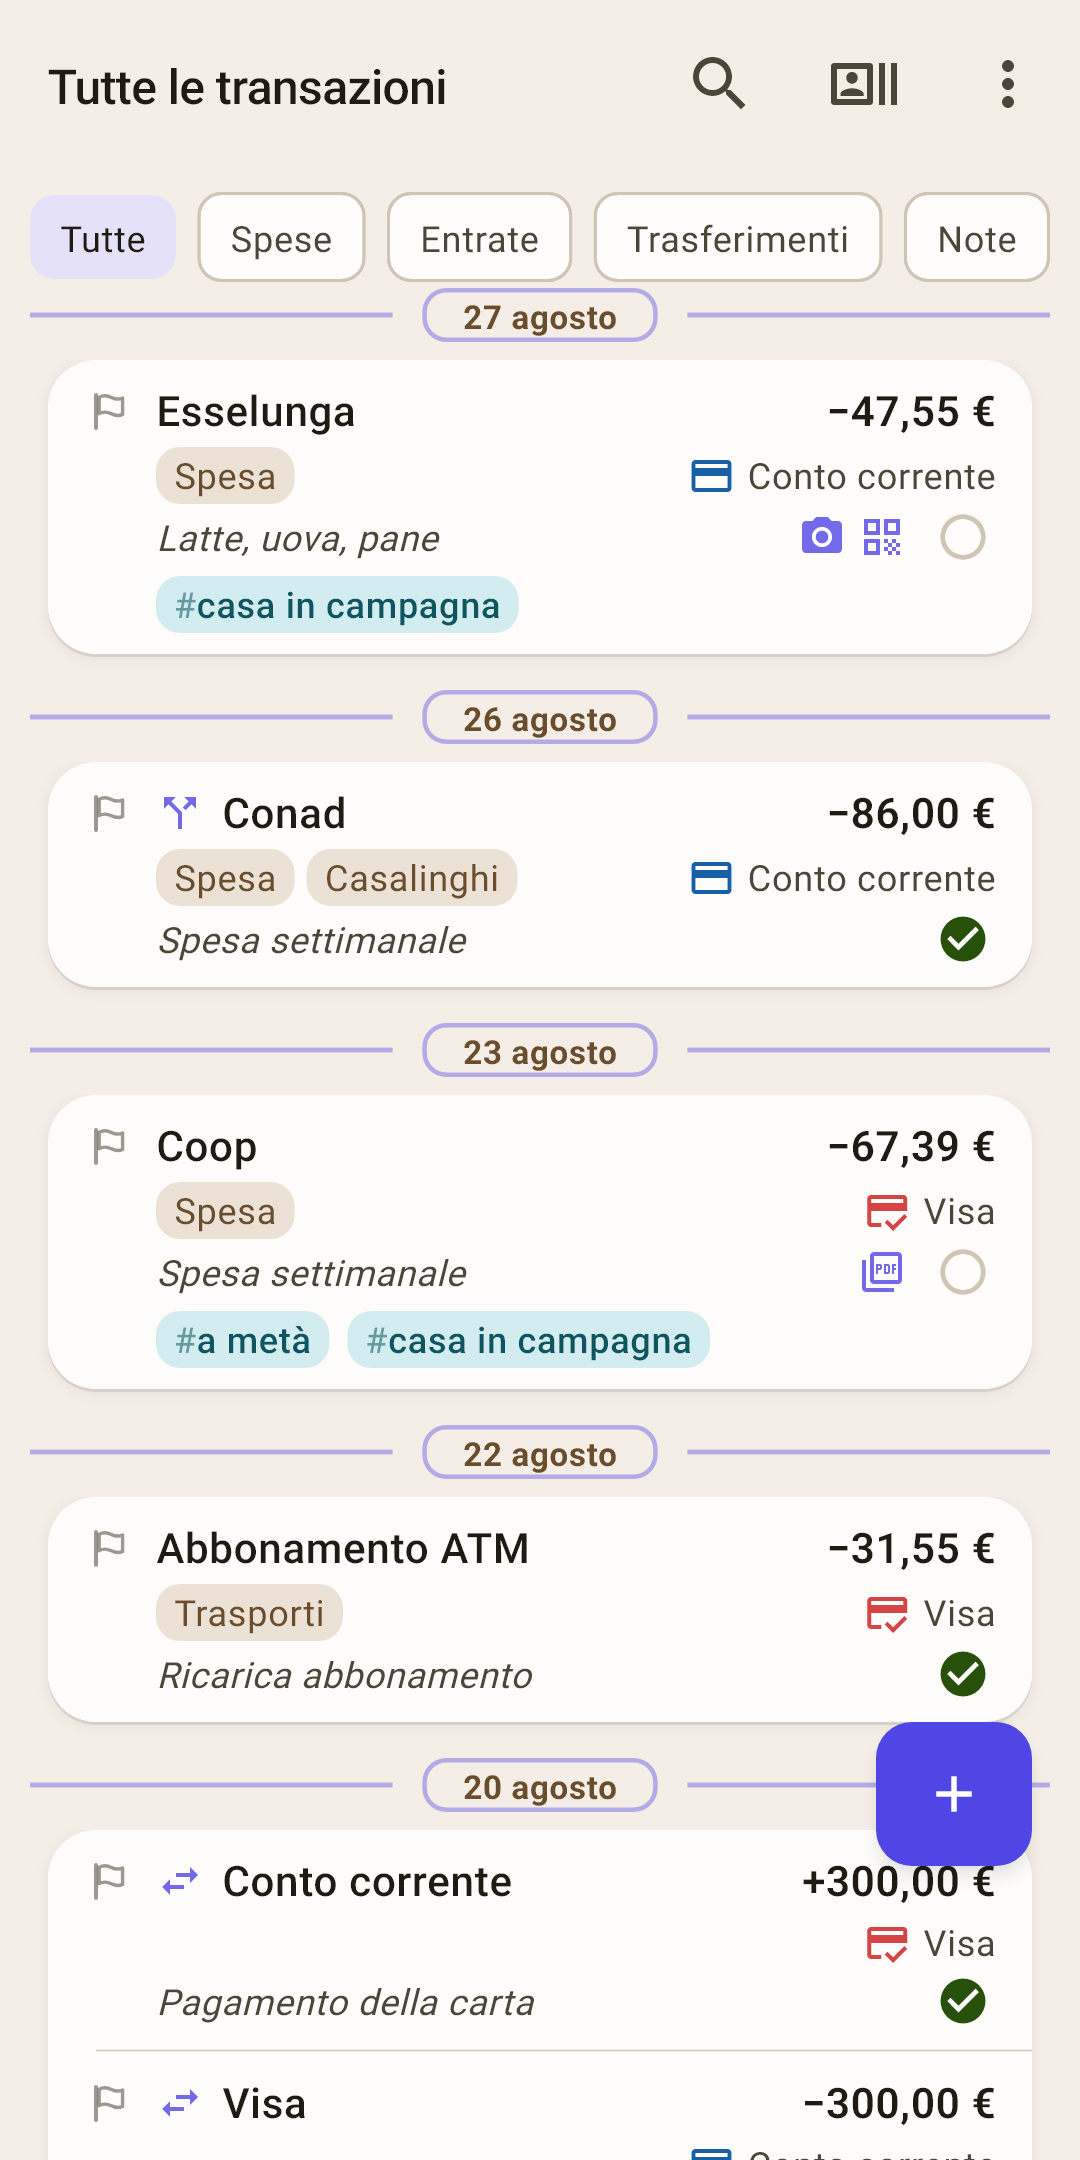 Tutte le transazioni
Tutte
Spese
Entrate
Trasferimenti
Note
27 agosto
Esselunga
−47,55 €
Spesa
Conto corrente
Latte, uova, pane
#casa in campagna
26 agosto
Conad
−86,00 €
Spesa
Casalinghi
Conto corrente
Spesa settimanale
23 agosto
Coop
−67,39 €
Spesa
Visa
Spesa settimanale
PDF
#a metà
#casa in campagna
22 agosto
Abbonamento ATM
−31,55 €
Trasporti
Visa
Ricarica abbonamento
20 agosto
Conto corrente
+300,00 €
Visa
Pagamento della carta
Visa
−300,00 €
Conto corrente